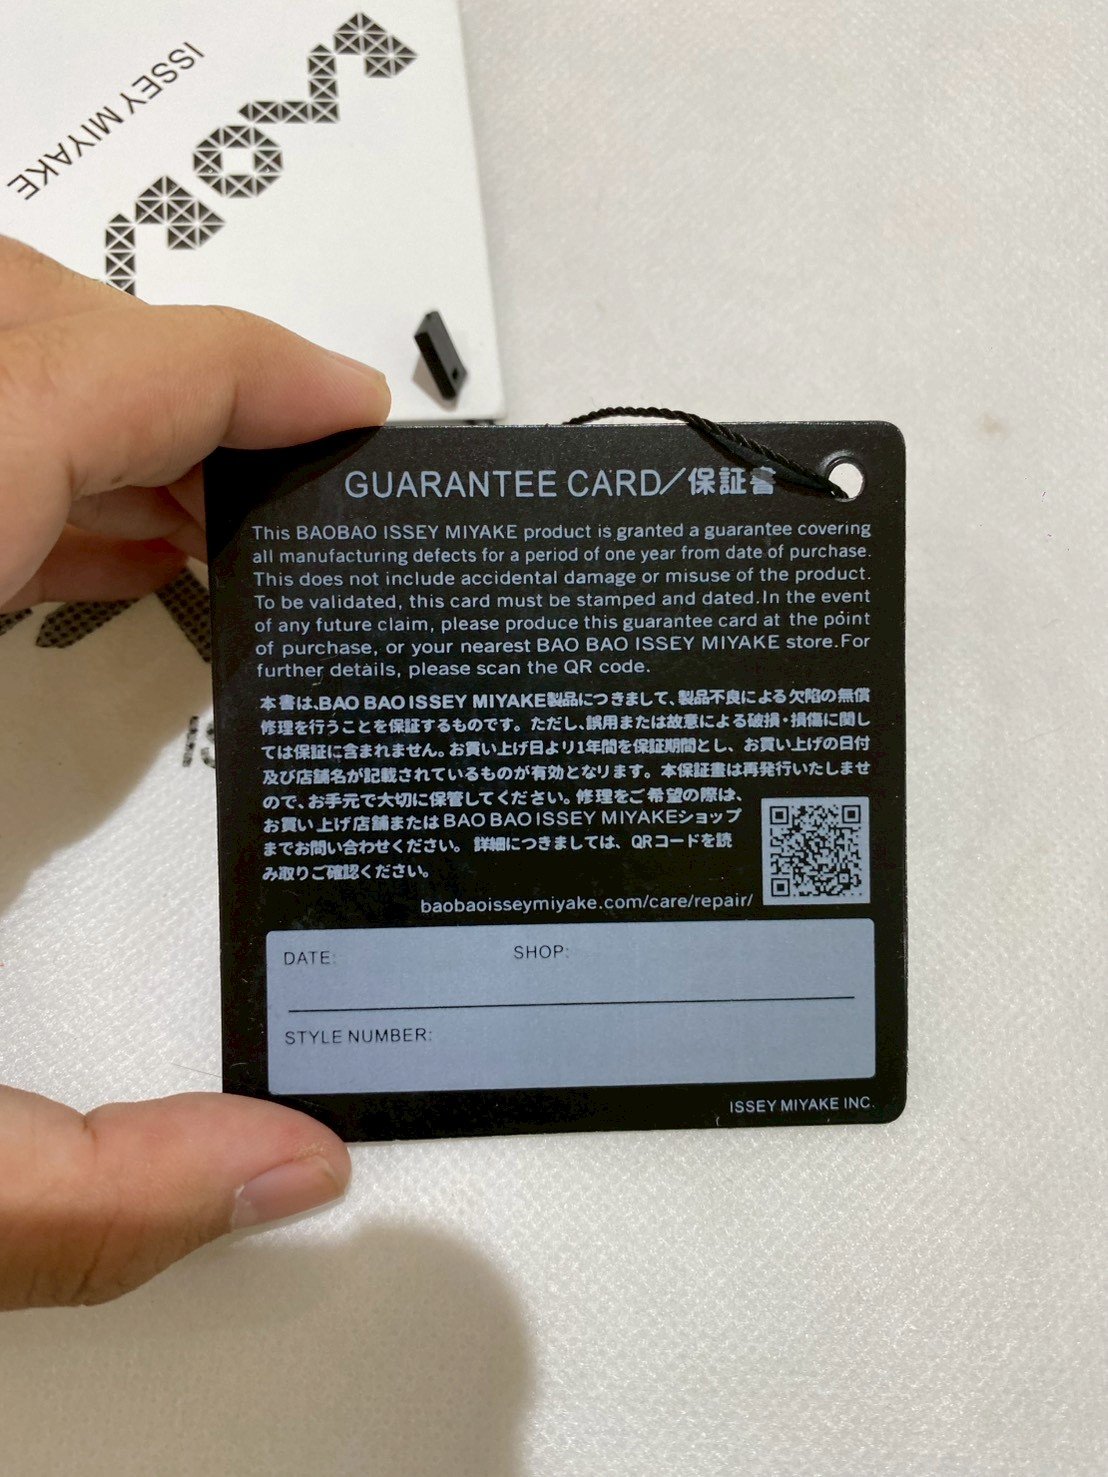 ISSEY MIYAKE
GUARANTEE CARD/保証書
This BAOBAO ISSEY MIYAKE product is granted a guarantee covering
all manufacturing defects for a period of one year from date of purchase.
This does not include accidental damage or misuse of the product.
To be validated, this card must be stamped and dated.In the event
of any future claim, please produce this guarantee card at the point
of purchase, or your nearest BAO BAO ISSEY MIYAKE store.For
further details, please scan the QR code.
本書は、BAO BAO ISSEY MIYAKE製品につきまして、製品不良による欠陥の無償
修理を行うことを保証するものです。ただし、誤用または故意による破損・損傷に関し
ては保証に含まれません。お買い上げ日より1年間を保証期間とし、お買い上げの日付
及び店舗名が記載されているものが有効となります。本保証書は再発行いたしませ
ので、お手元で大切に保管してください。修理をご希望の際は、
お買い上げ店舗またはBAO BAO ISSEY MIYAKEショップ
までお問い合わせください。詳細につきましては、QRコードを読
み取りご確認ください。
baobaoisseymiyake.com/care/repair/
DATE: SHOP:
STYLE NUMBER:
ISSEY MIYAKE INC.